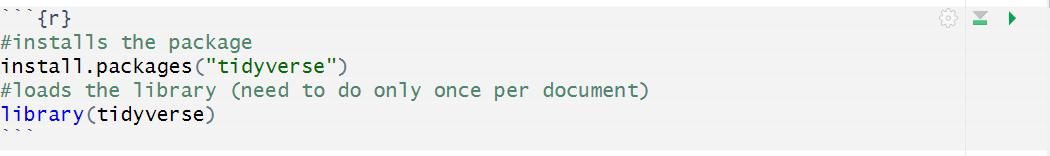 ```{r}
#installs the package
install.packages("tidyverse")
#loads the library (need to do only once per document)
library(tidyverse)
```